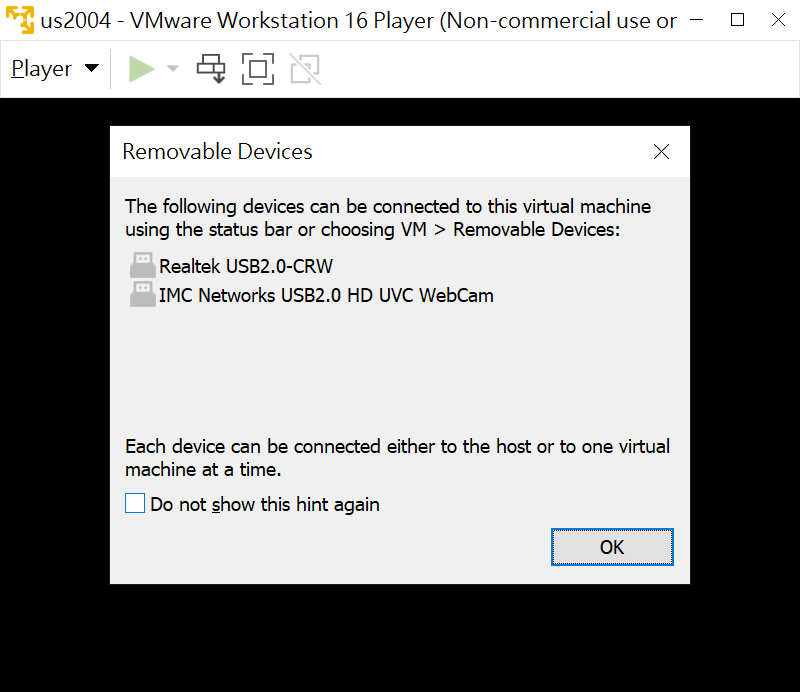 us2004 - VMware Workstation 16 Player (Non-commercial use or
Player
Removable Devices
The following devices can be connected to this virtual machine
using the status bar or choosing VM > Removable Devices:
Realtek USB2.0-CRW
IMC Networks USB2.0 HD UVC WebCam
Each device can be connected either to the host or to one virtual
machine at a time.
Do not show this hint again
OK